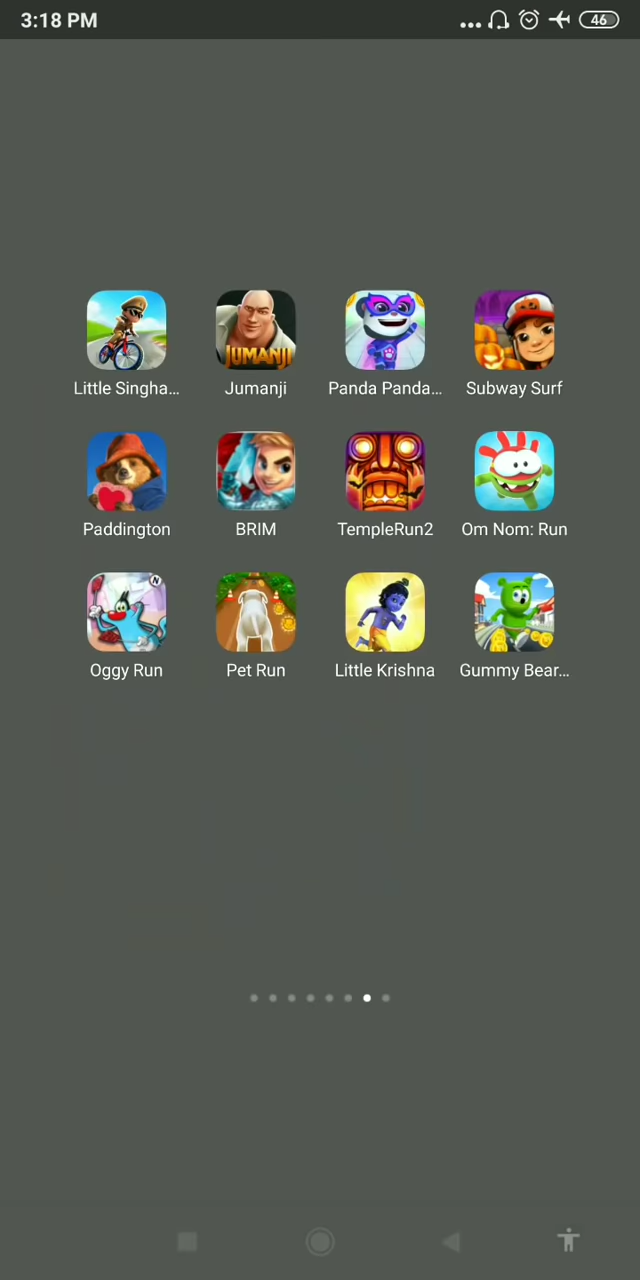 3:18 PM
46
JUMANJI
Little Singha...
Jumanji
Panda Panda...
Subway Surf
Paddington
BRIM
TempleRun2
Om Nom: Run
N
Oggy Run
Pet Run
Little Krishna
Gummy Bear...